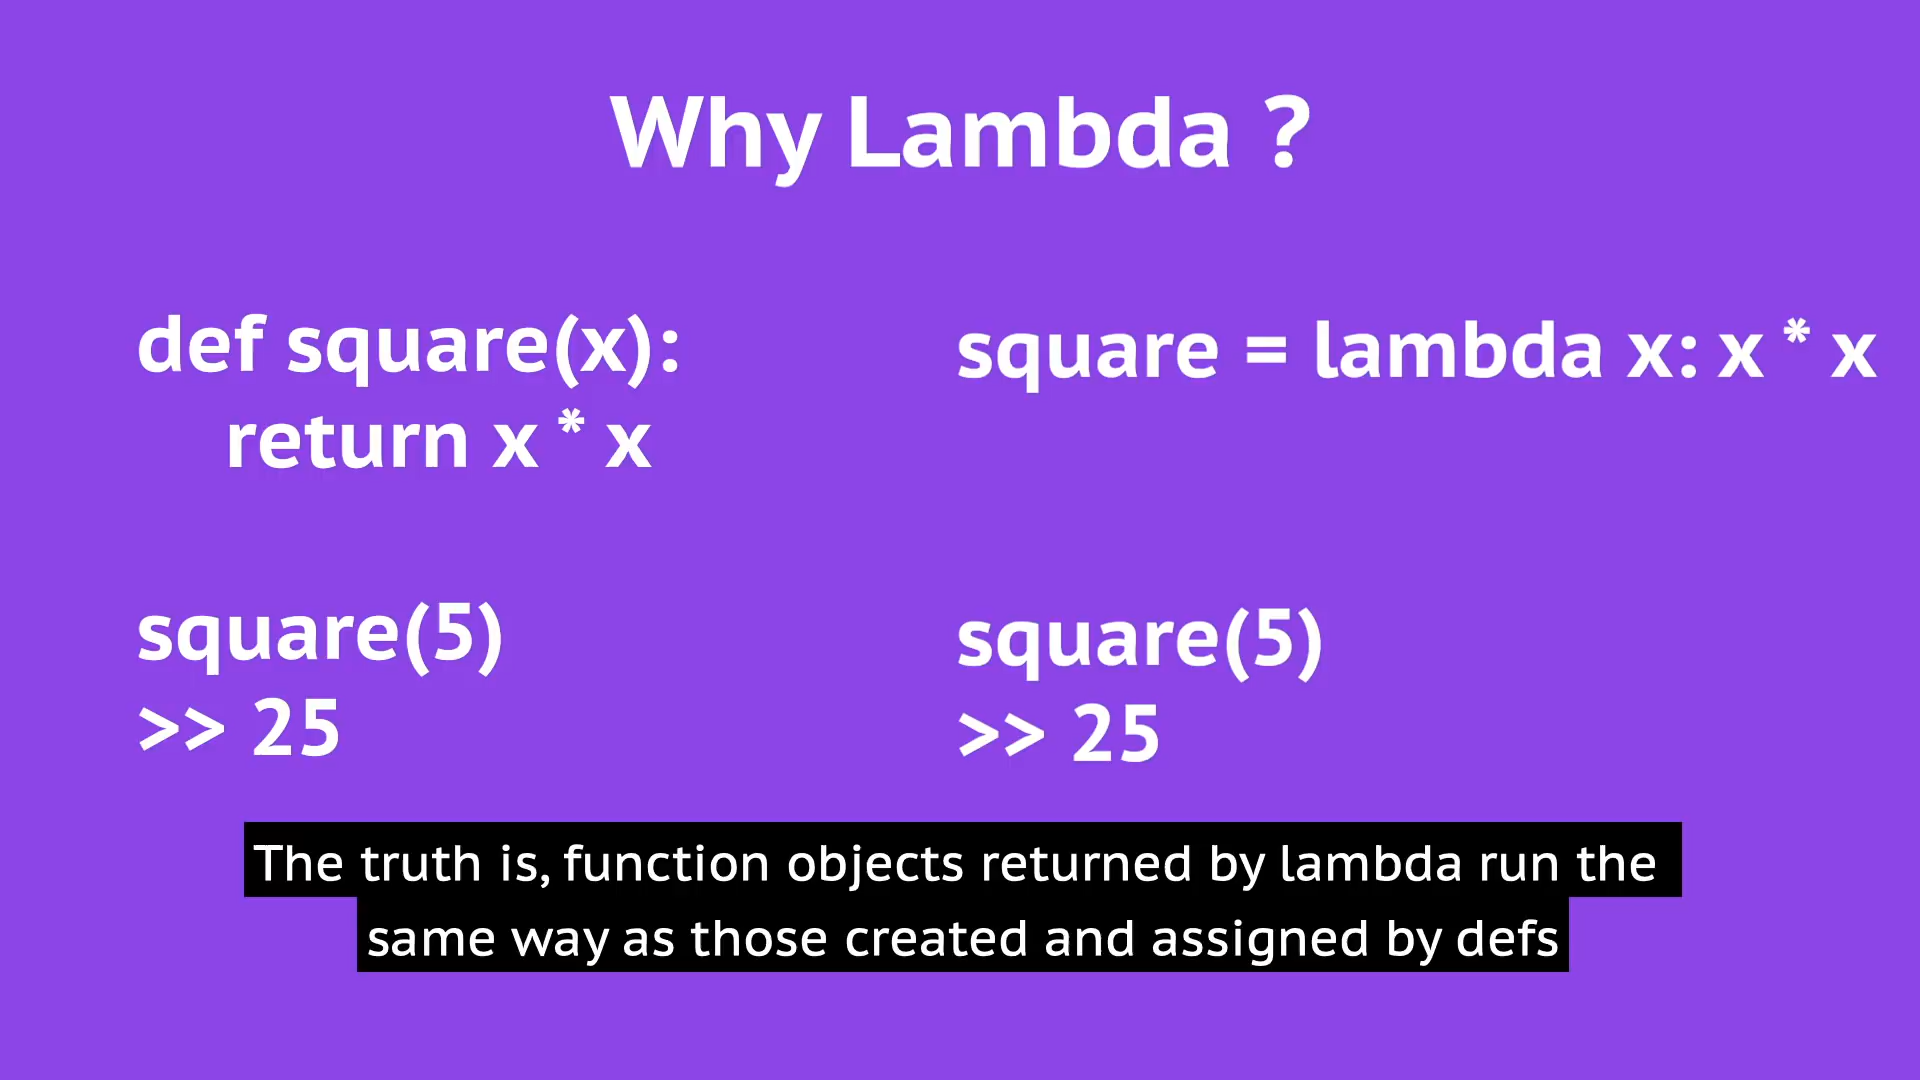 Why Lambda ?
def square(x):
return x * x
square(5)
>> 25
square = lambda x: x * x
square(5)
>> 25
The truth is, function objects returned by lambda run the
same way as those created and assigned by defs